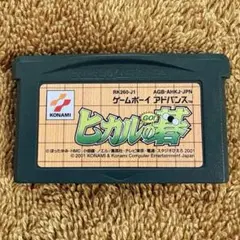 RK260-J1
AGB-AHKJ-JPN
KONAMI
ゲームボーイ アドバンス
ヒカルの碁
GO!
© 2001 KONAMI & Konami Computer Entertainment Japan